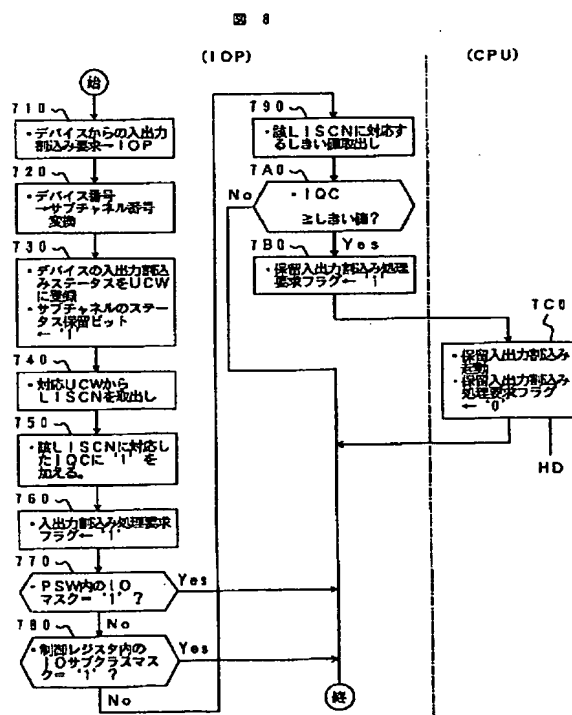 図 8
(IOP)
(CPU)
始
710
・デバイスからの入出力
割込み要求→IOP
720
・デバイス番号
→サブチャネル番号
変換
730
・デバイスの入出力割込
みステータスをUCW
に登録
・サブチャネルのステー
タス保留ビット
← '1'
740
・対応UCWから
LISCNを取出し
750
・該LISCNに対応し
たIQCに '1' を
加える。
760
・入出力割込み処理要求
フラグ← '1'
770
・PSW内のIO
マスク= '1' ?
Yes
No
780
・制御レジスタ内の
IOサブクラスマス
ク= '1' ?
Yes
No
790
・該LISCNに対応す
るしきい値取出し
7A0
No
・IQC
≧しきい値?
Yes
7B0
・保留入出力割込み処理
要求フラグ← '1'
7C0
・保留入出力割込み
起動
・保留入出力割込み
処理要求フラグ
← '0'
HD
終